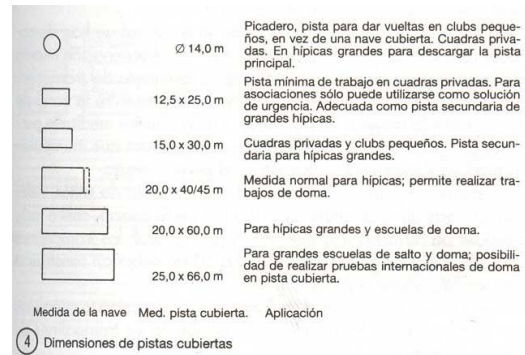 Picadero, pista para dar vueltas en clubs peque-
ños, en vez de una nave cubierta. Cuadras priva-
Ø 14,0 m
das. En hípicas grandes para descargar la pista
principal.
Pista mínima de trabajo en cuadras privadas. Para
asociaciones sólo puede utilizarse como solución
12,5 x 25,0 m
de urgencia. Adecuada como pista secundaria de
grandes hípicas.
15,0 x 30,0 m
Cuadras privadas y clubs pequeños. Pista secun-
daria para hípicas grandes.
20,0 x 40/45 m
Medida normal para hípicas; permite realizar tra-
bajos de doma.
20,0 x 60,0 m
Para hípicas grandes y escuelas de doma.
25,0 x 66,0 m
Para grandes escuelas de salto y doma; posibili-
dad de realizar pruebas internacionales de doma
en pista cubierta.
Medida de la nave Med. pista cubierta. Aplicación
4 Dimensiones de pistas cubiertas